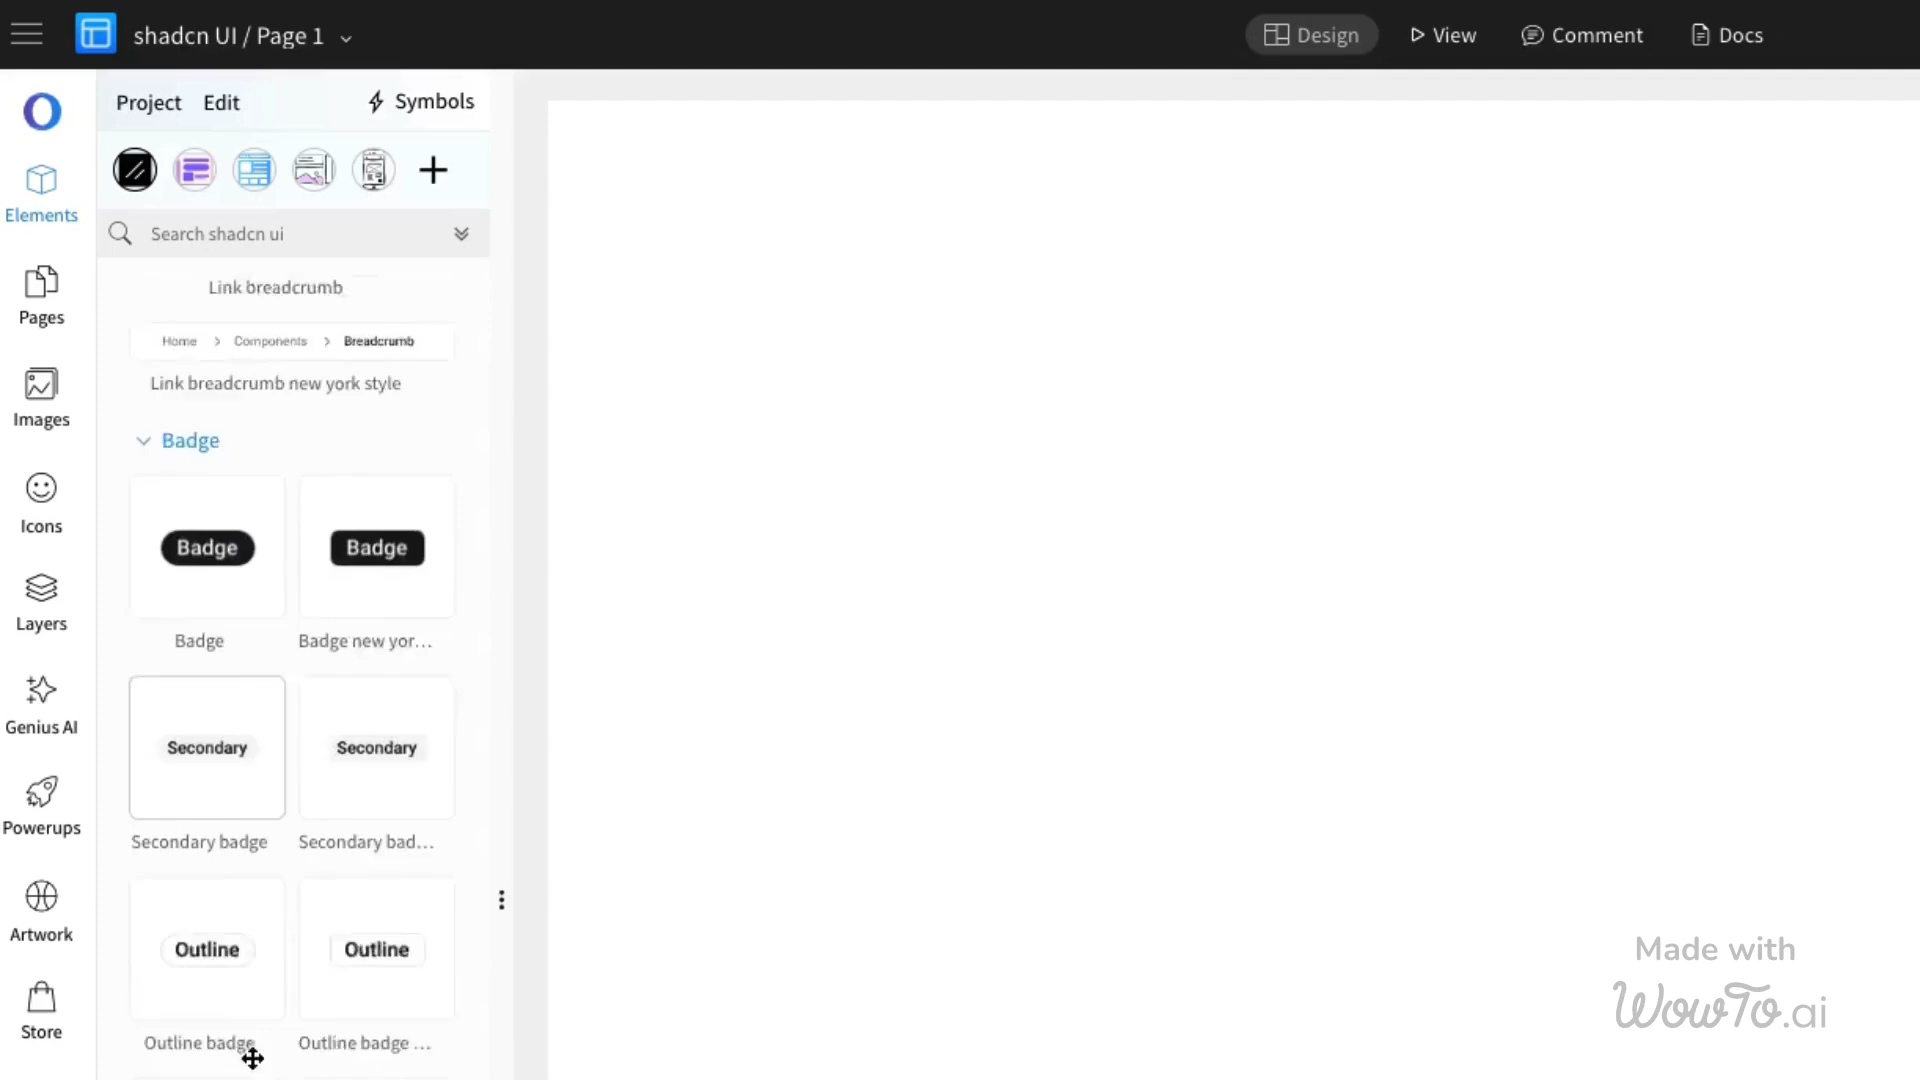 shadcn UI / Page 1
Design
View
Comment
Docs
Project
Edit
Symbols
Elements
Pages
Images
Icons
Layers
Genius AI
Powerups
Artwork
Store
Search shadcn ui
Link breadcrumb
Home > Components > Breadcrumb
Link breadcrumb new york style
Badge
Badge
Badge
Badge
Badge new yor...
Secondary
Secondary
Secondary badge
Secondary bad...
Outline
Outline
Outline badge
Outline badge ...
Made with
WowTo.ai